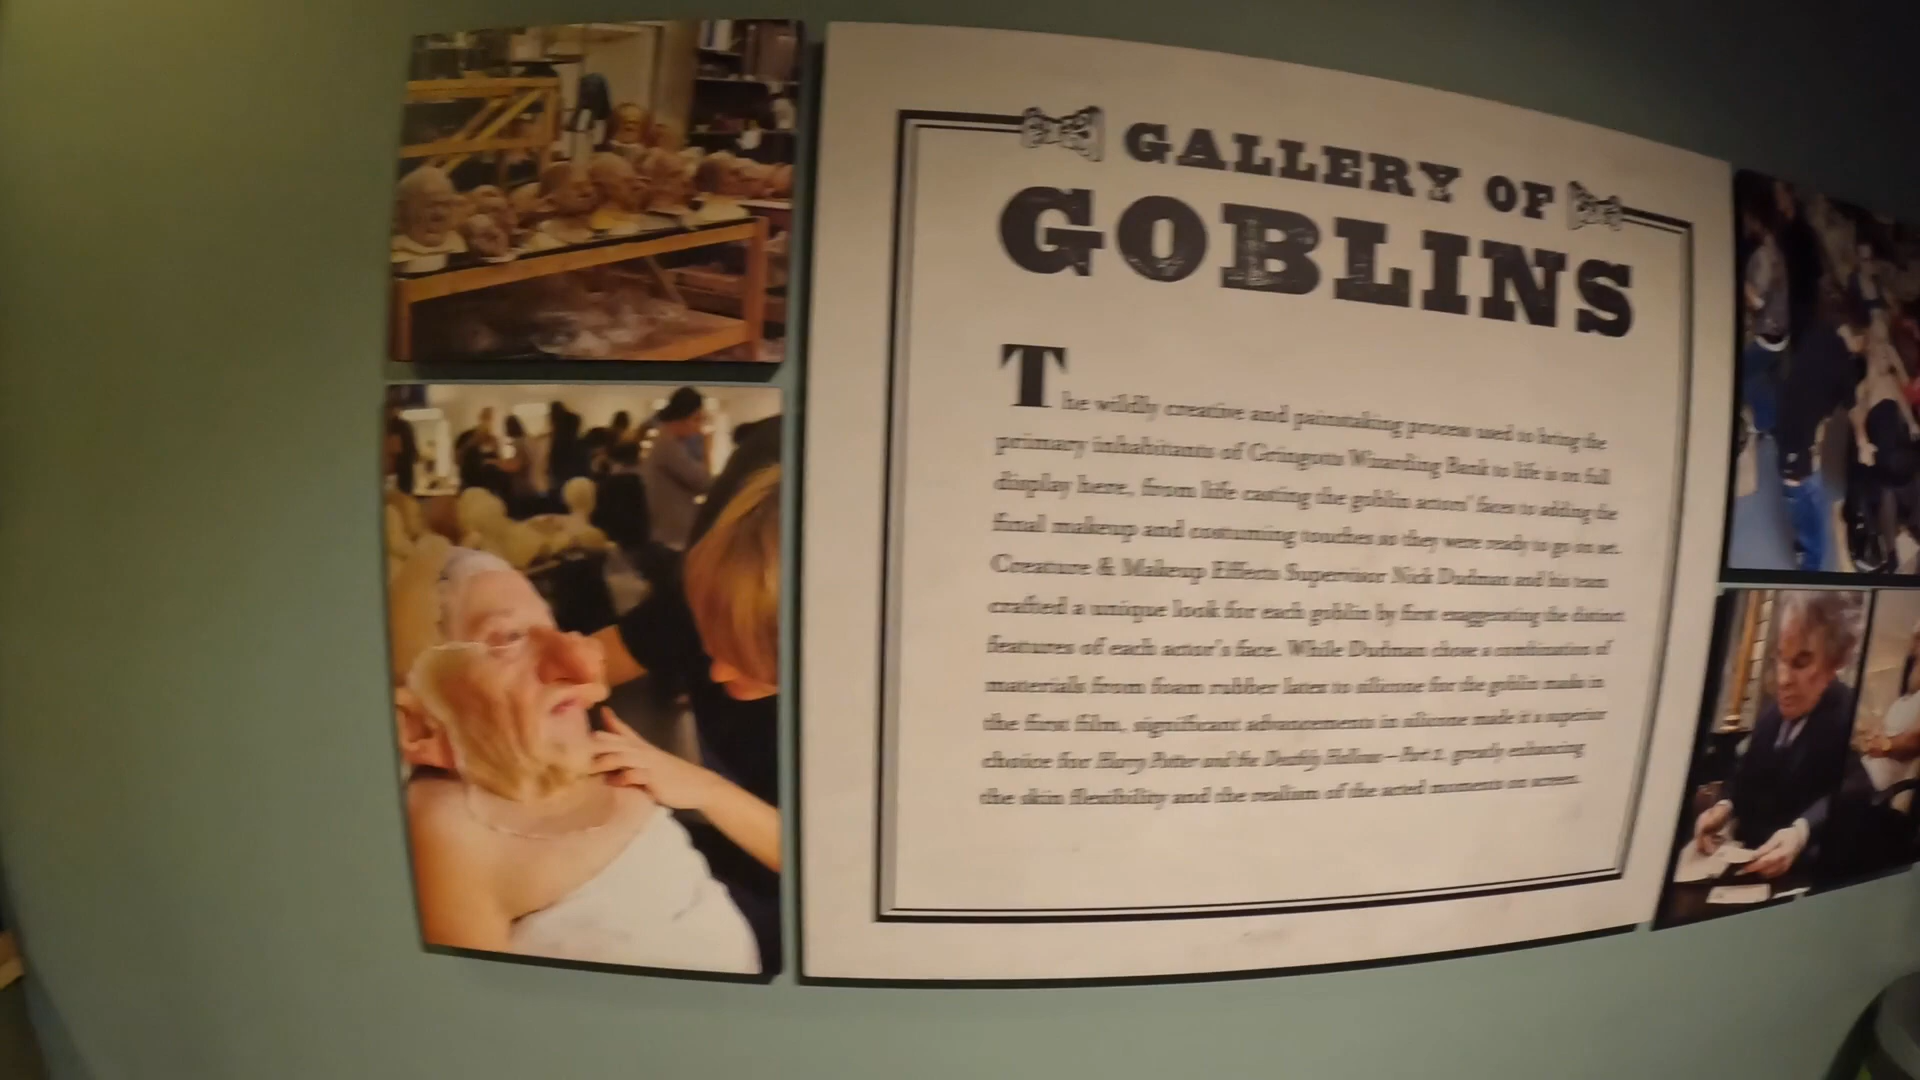 GALLERY OF
GOBLINS
The wildly creative and painstaking process used to bring the
primary inhabitants of Gringotts Wizarding Bank to life is on full
display here, from life casting the goblin actors' faces to adding the
final makeup and costuming touches as they were ready to go on set.
Creature & Makeup Effects Supervisor Nick Dudman and his team
crafted a unique look for each goblin by first exaggerating the distinct
features of each actor's face. While Dudman chose a combination of
materials from foam rubber latex to silicone for the goblin masks in
the first film, significant advancements in silicone made it a superior
choice for Harry Potter and the Deathly Hallows – Part 2, greatly enhancing
the skin flexibility and the realism of the acted moments on screen.